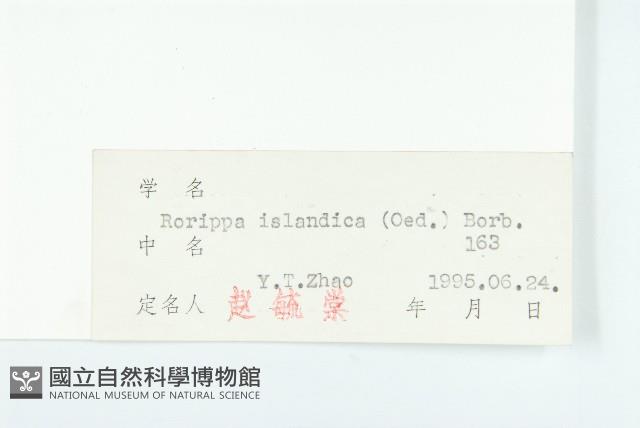 学 名
Rorippa islandica (Oed.) Borb.
中 名 163
Y.T.Zhao 1995.06.24.
定名人 赵毓棠 年 月 日
國立自然科學博物館
NATIONAL MUSEUM OF NATURAL SCIENCE